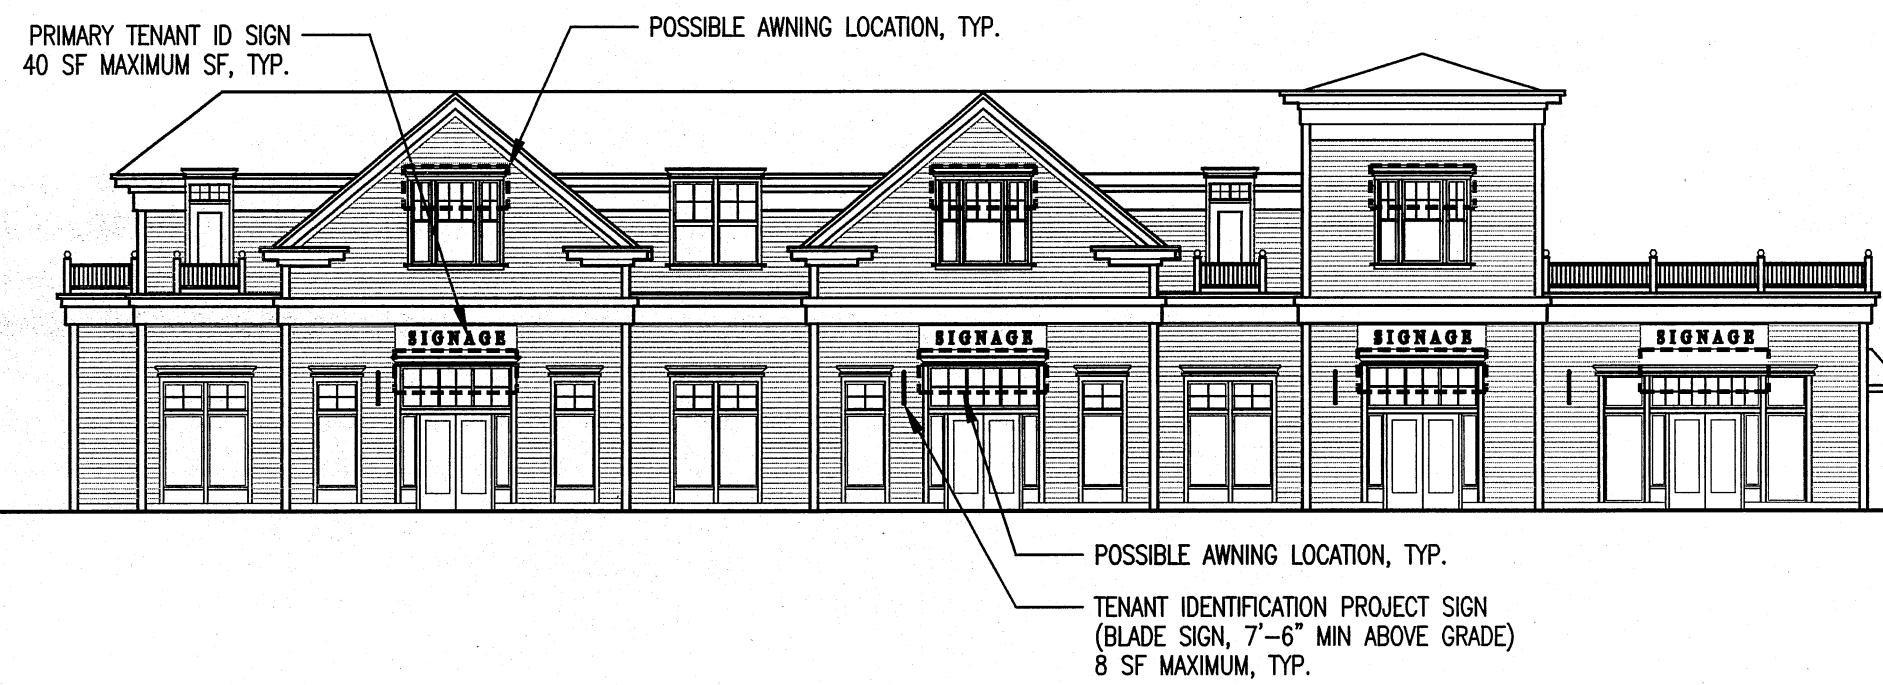 PRIMARY TENANT ID SIGN
40 SF MAXIMUM SF, TYP.
POSSIBLE AWNING LOCATION, TYP.
SIGNAGE
SIGNAGE
SIGNAGE
SIGNAGE
POSSIBLE AWNING LOCATION, TYP.
TENANT IDENTIFICATION PROJECT SIGN
(BLADE SIGN, 7'-6" MIN ABOVE GRADE)
8 SF MAXIMUM, TYP.